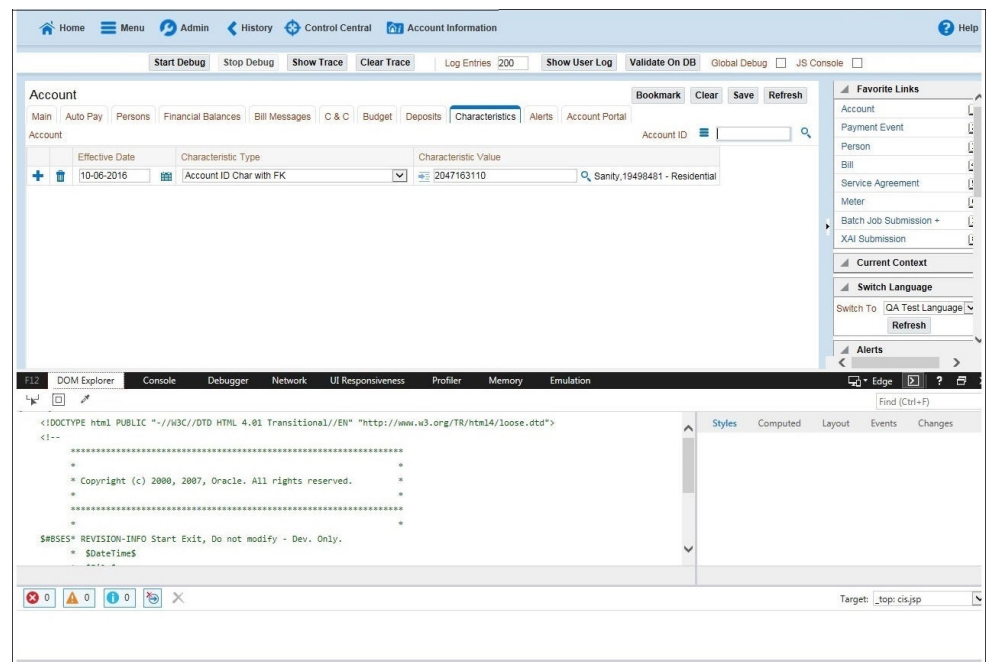 Home Menu Admin History Control Central Account Information Help
Start Debug Stop Debug Show Trace Clear Trace Log Entries 200 Show User Log Validate On DB Global Debug JS Console
Account Bookmark Clear Save Refresh
Main Auto Pay Persons Financial Balances Bill Messages C & C Budget Deposits Characteristics Alerts Account Portal
Account Account ID
Effective Date Characteristic Type Characteristic Value
10-06-2016 Account ID Char with FK 2047163110 Sanity,19498481 - Residential
Favorite Links
Account
Payment Event
Person
Bill
Service Agreement
Meter
Batch Job Submission +
XAI Submission
Current Context
Switch Language
Switch To QA Test Language
Refresh
Alerts
F12 DOM Explorer Console Debugger Network UI Responsiveness Profiler Memory Emulation Edge ?
Find (Ctrl+F)
<!DOCTYPE html PUBLIC "-//W3C//DTD HTML 4.01 Transitional//EN" "http://www.w3.org/TR/html4/loose.dtd">
<!--
******************************************************************
* *
* Copyright (c) 2000, 2007, Oracle. All rights reserved. *
* *
******************************************************************
* *
$#BSES* REVISION-INFO Start Exit, Do not modify - Dev. Only.
* $DateTime$
Styles Computed Layout Events Changes
0 0 0
Target: _top: cis.jsp